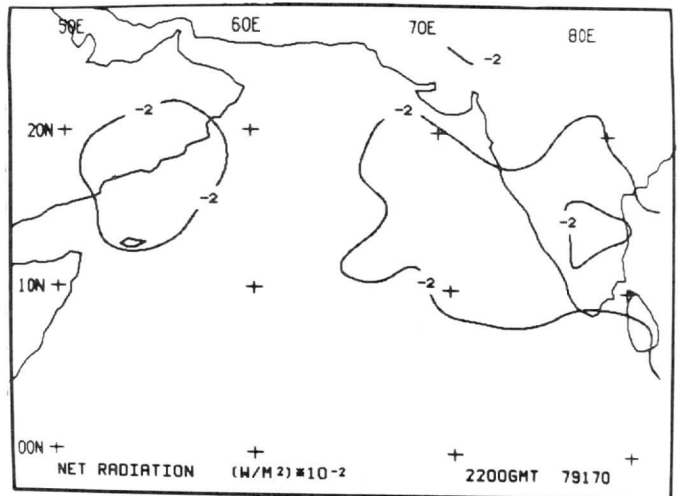 50E 60E 70E 80E
-2
-2 -2
20N
-2
-2
-2
10N
00N
NET RADIATION (W/M²)*10⁻² 2200GMT 79170